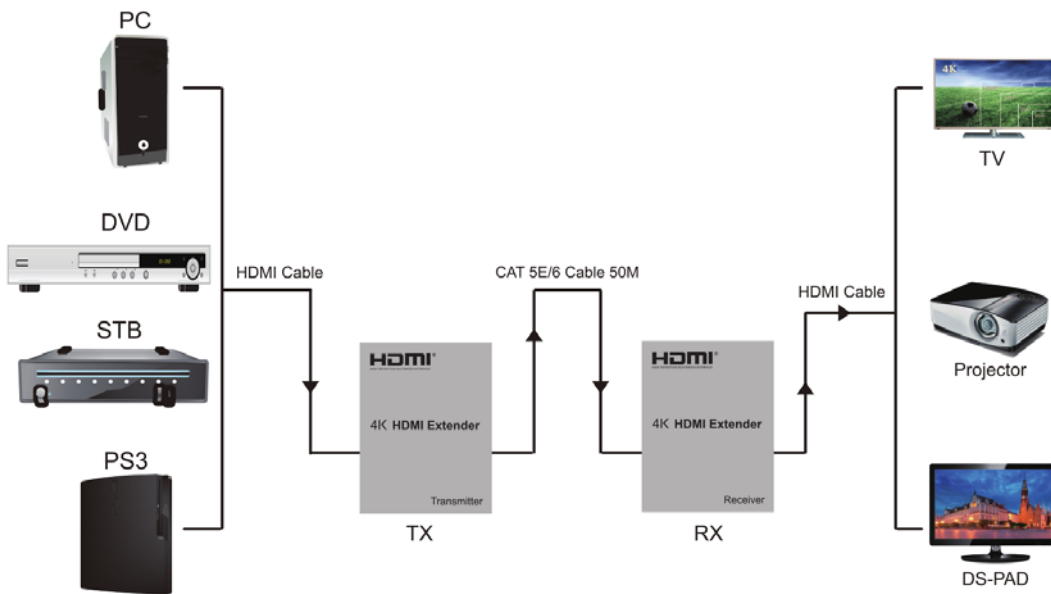 PC
DVD
STB
PS3
HDMI Cable
HDMI®
4K HDMI Extender
Transmitter
TX
CAT 5E/6 Cable 50M
HDMI®
4K HDMI Extender
Receiver
RX
HDMI Cable
4K
TV
Projector
DS-PAD